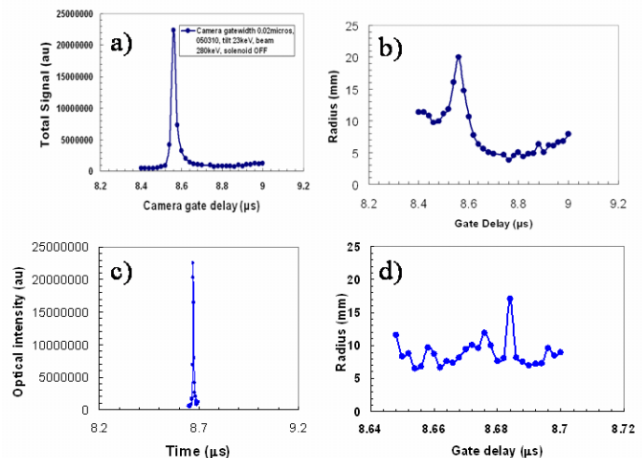 a)
Camera gatewidth 0.02micros,
050310, tilt 23keV, beam
280keV, solenoid OFF
Total Signal (au)
25000000
20000000
15000000
10000000
5000000
0
8.2 8.4 8.6 8.8 9 9.2
Camera gate delay (µs)
b)
Radius (mm)
25
20
15
10
5
0
8.2 8.4 8.6 8.8 9 9.2
Gate Delay (µs)
c)
Optical intensity (au)
25000000
20000000
15000000
10000000
5000000
0
8.2 8.7 9.2
Time (µs)
d)
Radius (mm)
25
20
15
10
5
0
8.64 8.66 8.68 8.7 8.72
Gate delay (µs)